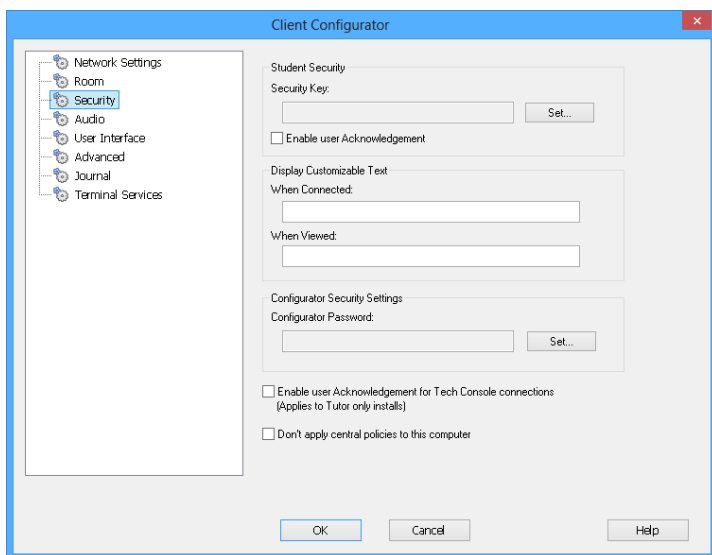 Client Configurator
Network Settings
Room
Security
Audio
User Interface
Advanced
Journal
Terminal Services
Student Security
Security Key:
Set...
Enable user Acknowledgement
Display Customizable Text
When Connected:
When Viewed:
Configurator Security Settings
Configurator Password:
Set...
Enable user Acknowledgement for Tech Console connections
(Applies to Tutor only installs)
Don't apply central policies to this computer
OK
Cancel
Help